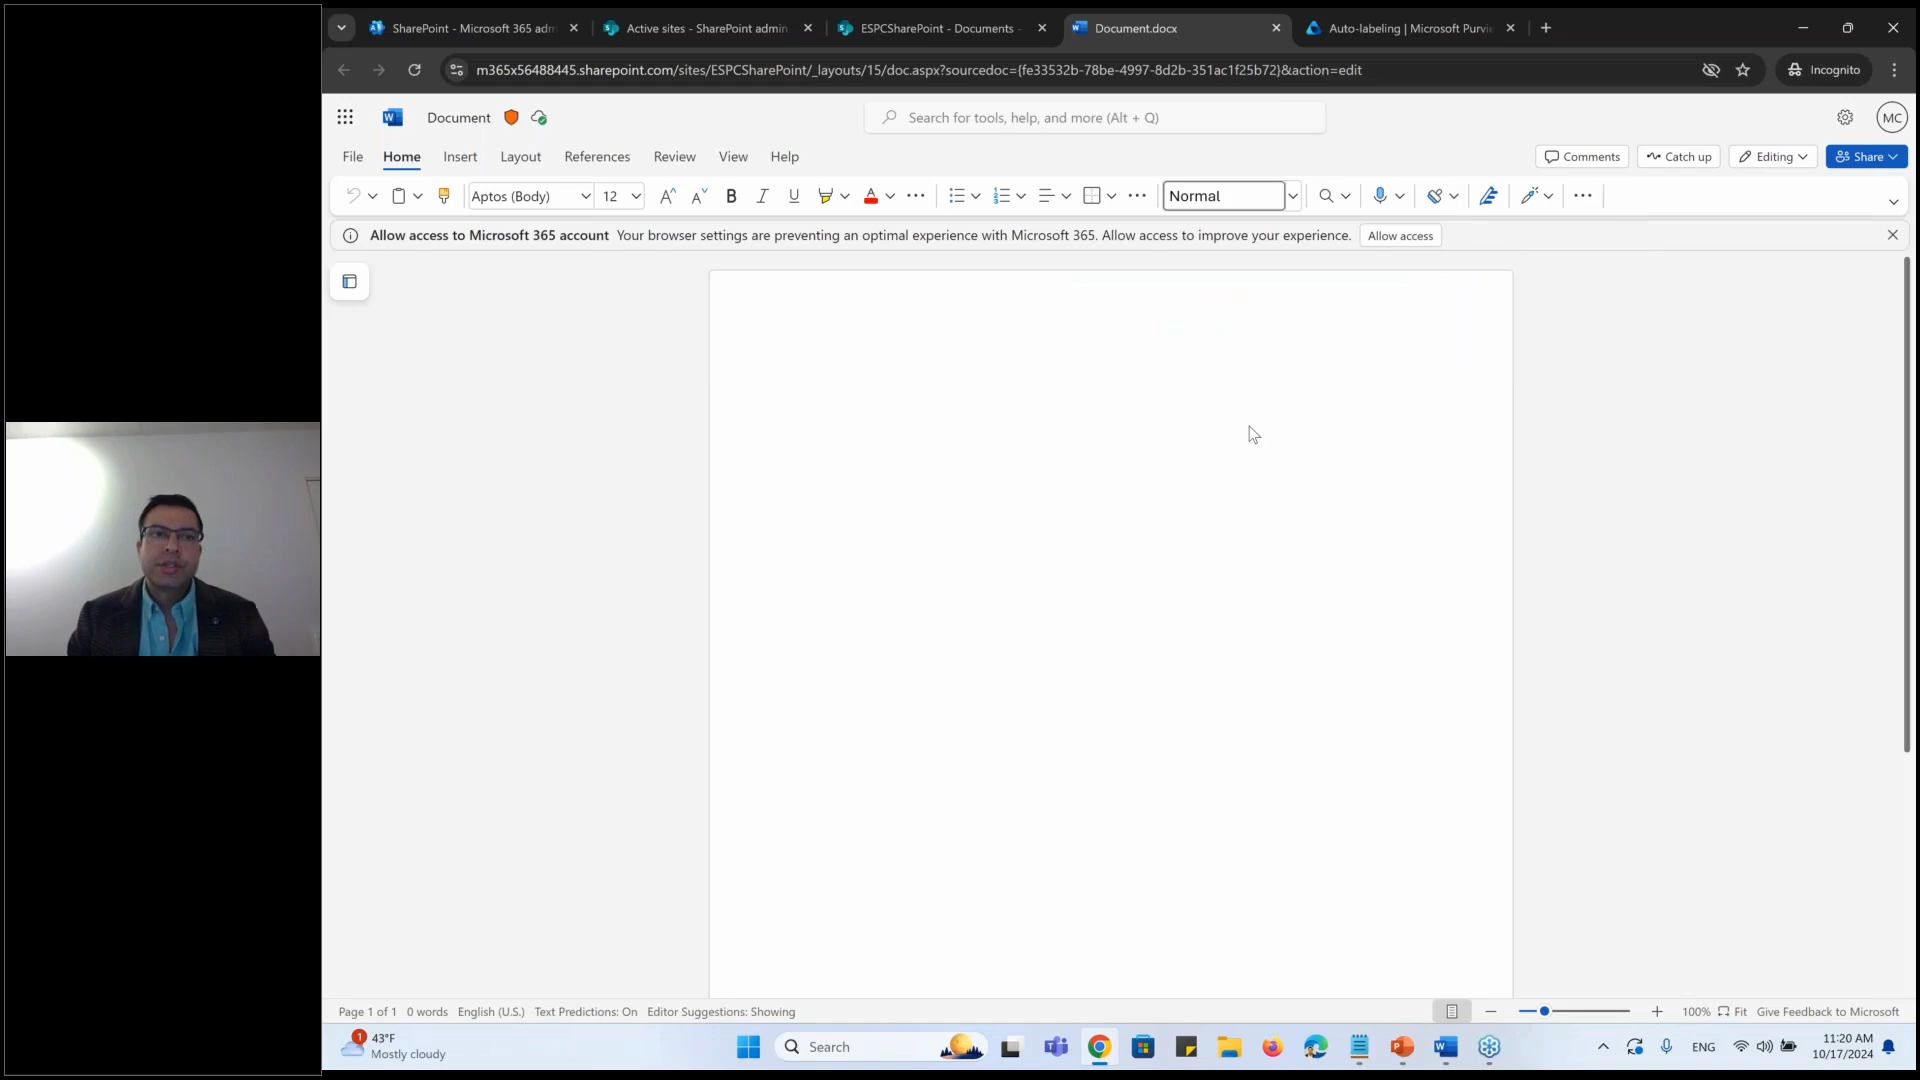 SharePoint - Microsoft 365 adm
Active sites - SharePoint admin
ESPCSharePoint - Documents -
Document.docx
Auto-labeling | Microsoft Purvie
m365x56488445.sharepoint.com/sites/ESPCSharePoint/_layouts/15/doc.aspx?sourcedoc={fe33532b-78be-4997-8d2b-351ac1f25b72}&action=edit
Incognito
Document
Search for tools, help, and more (Alt + Q)
MC
File Home Insert Layout References Review View Help
Comments Catch up Editing Share
Aptos (Body) 12 Normal
Allow access to Microsoft 365 account Your browser settings are preventing an optimal experience with Microsoft 365. Allow access to improve your experience. Allow access
Page 1 of 1 0 words English (U.S.) Text Predictions: On Editor Suggestions: Showing
100% Fit Give Feedback to Microsoft
1 43°F
Mostly cloudy
Search
ENG
11:20 AM
10/17/2024